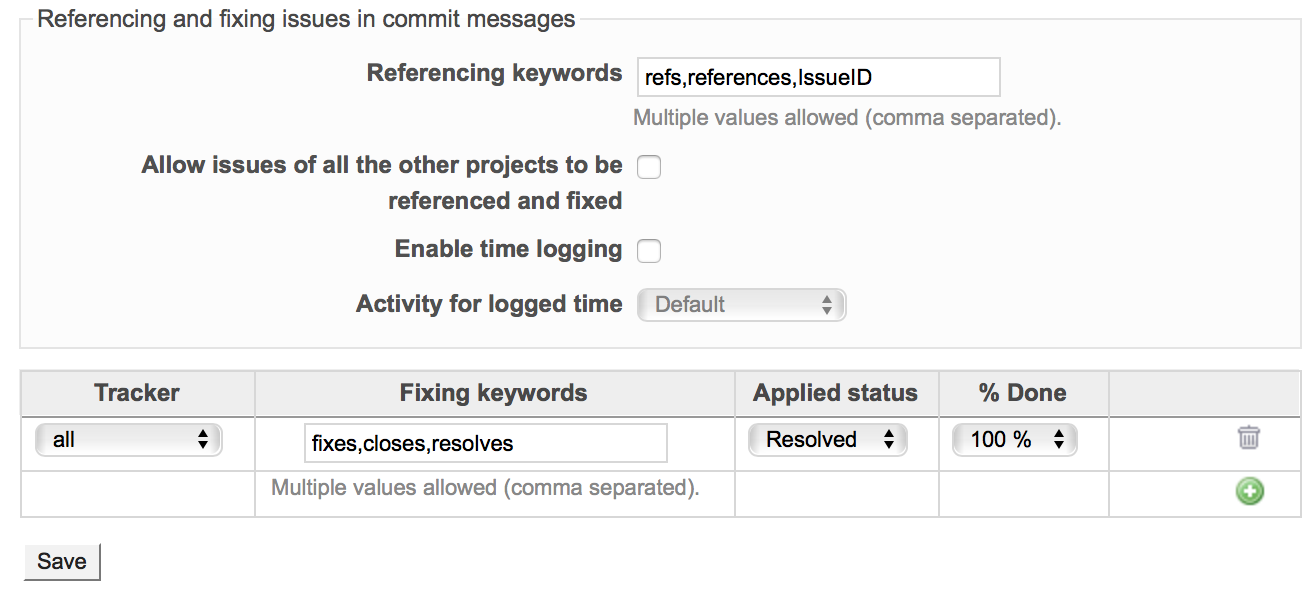 Referencing and fixing issues in commit messages
Referencing keywords refs,references,IssueID
Multiple values allowed (comma separated).
Allow issues of all the other projects to be
referenced and fixed
Enable time logging
Activity for logged time Default
Tracker Fixing keywords Applied status % Done
all fixes,closes,resolves Resolved 100 %
Multiple values allowed (comma separated).
Save